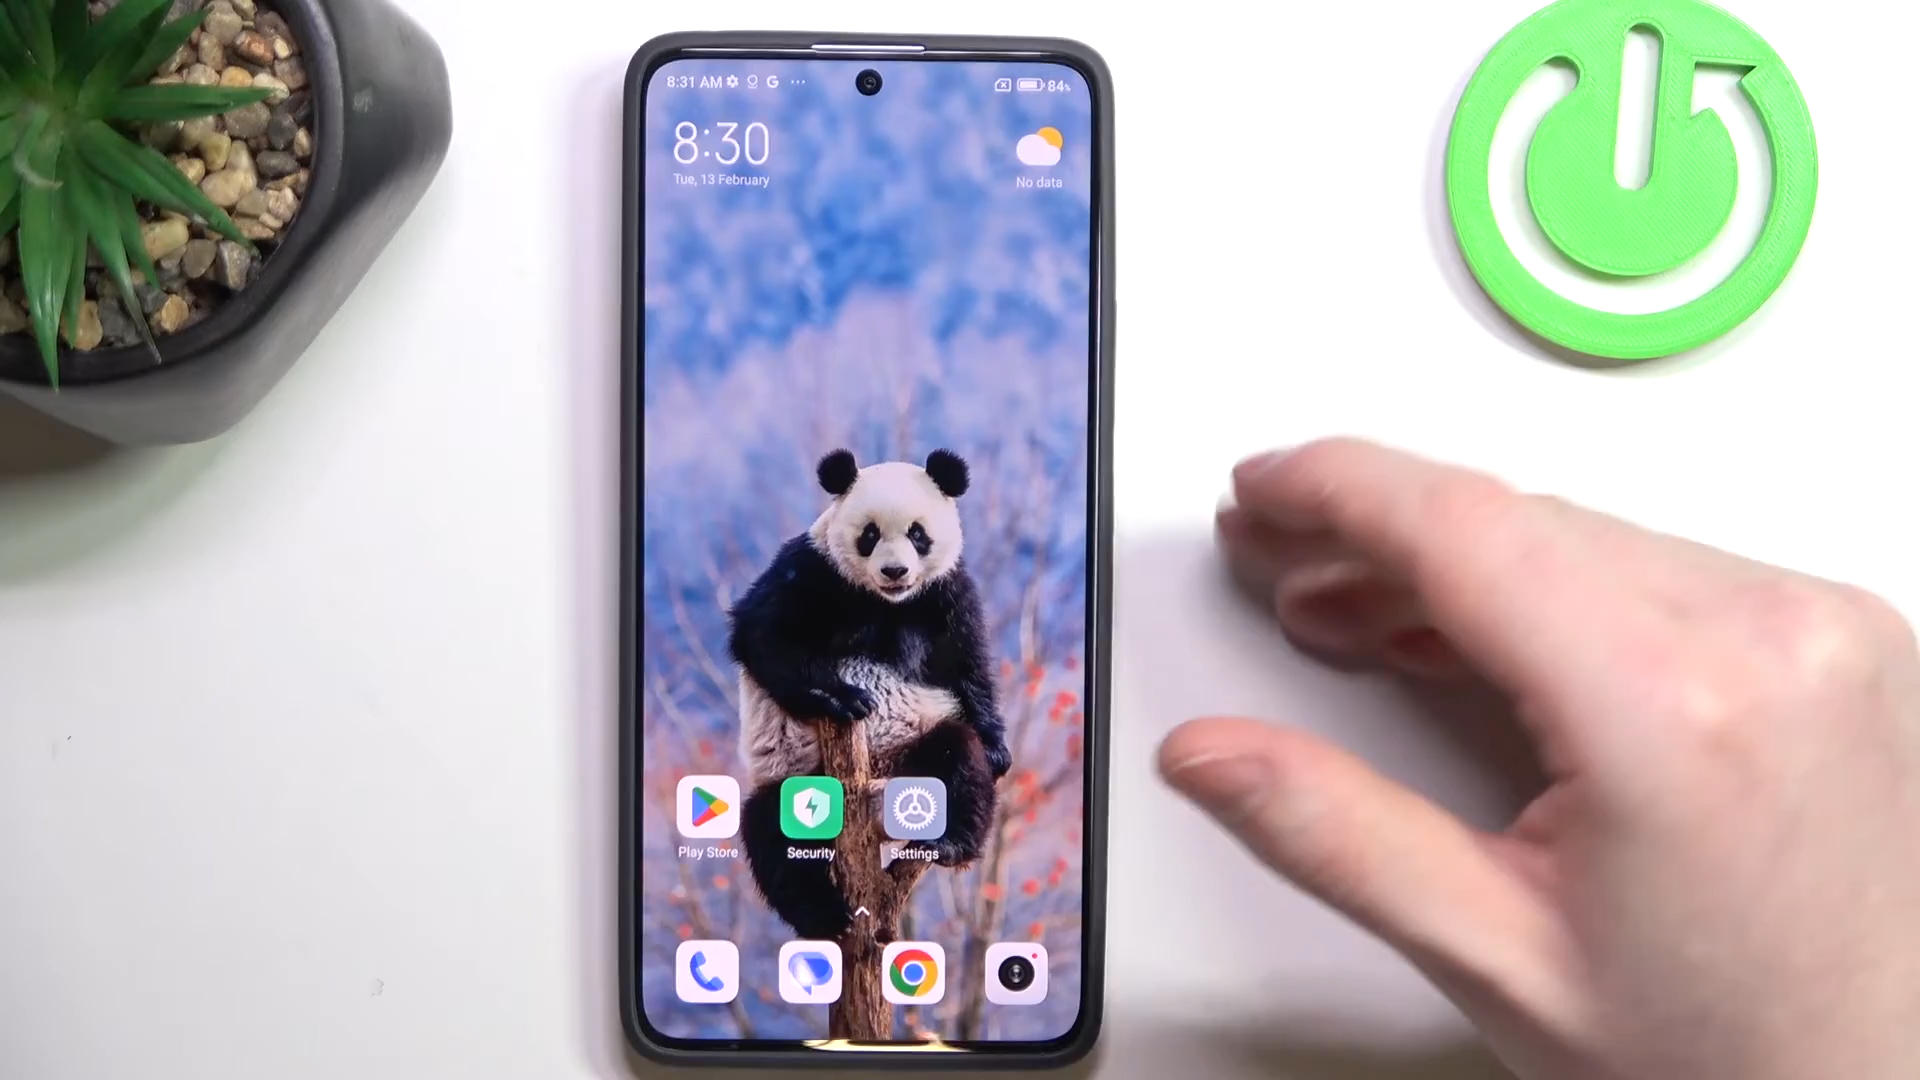 8:31 AM
84%
8:30
Tue, 13 February
No data
Play Store
Security
Settings